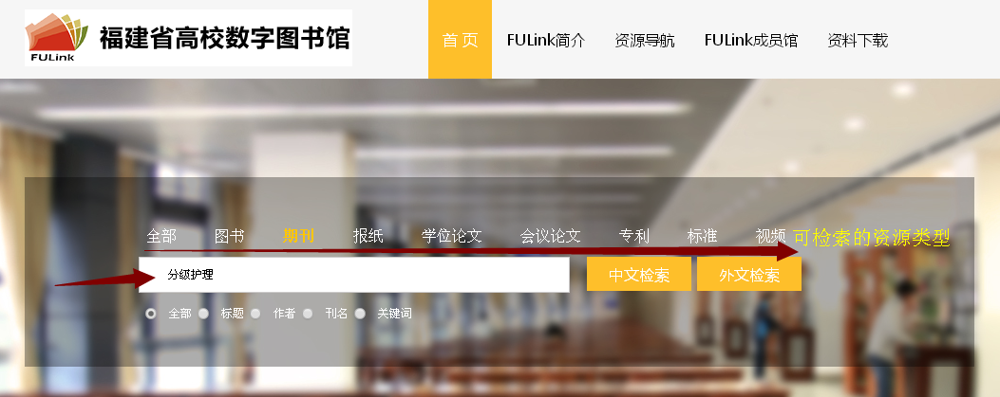 FULink
福建省高校数字图书馆
首页 FULink简介 资源导航 FULink成员馆 资料下载
全部 图书 期刊 报纸 学位论文 会议论文 专利 标准 视频 可检索的资源类型
分级护理 中文检索 外文检索
全部 标题 作者 刊名 关键词